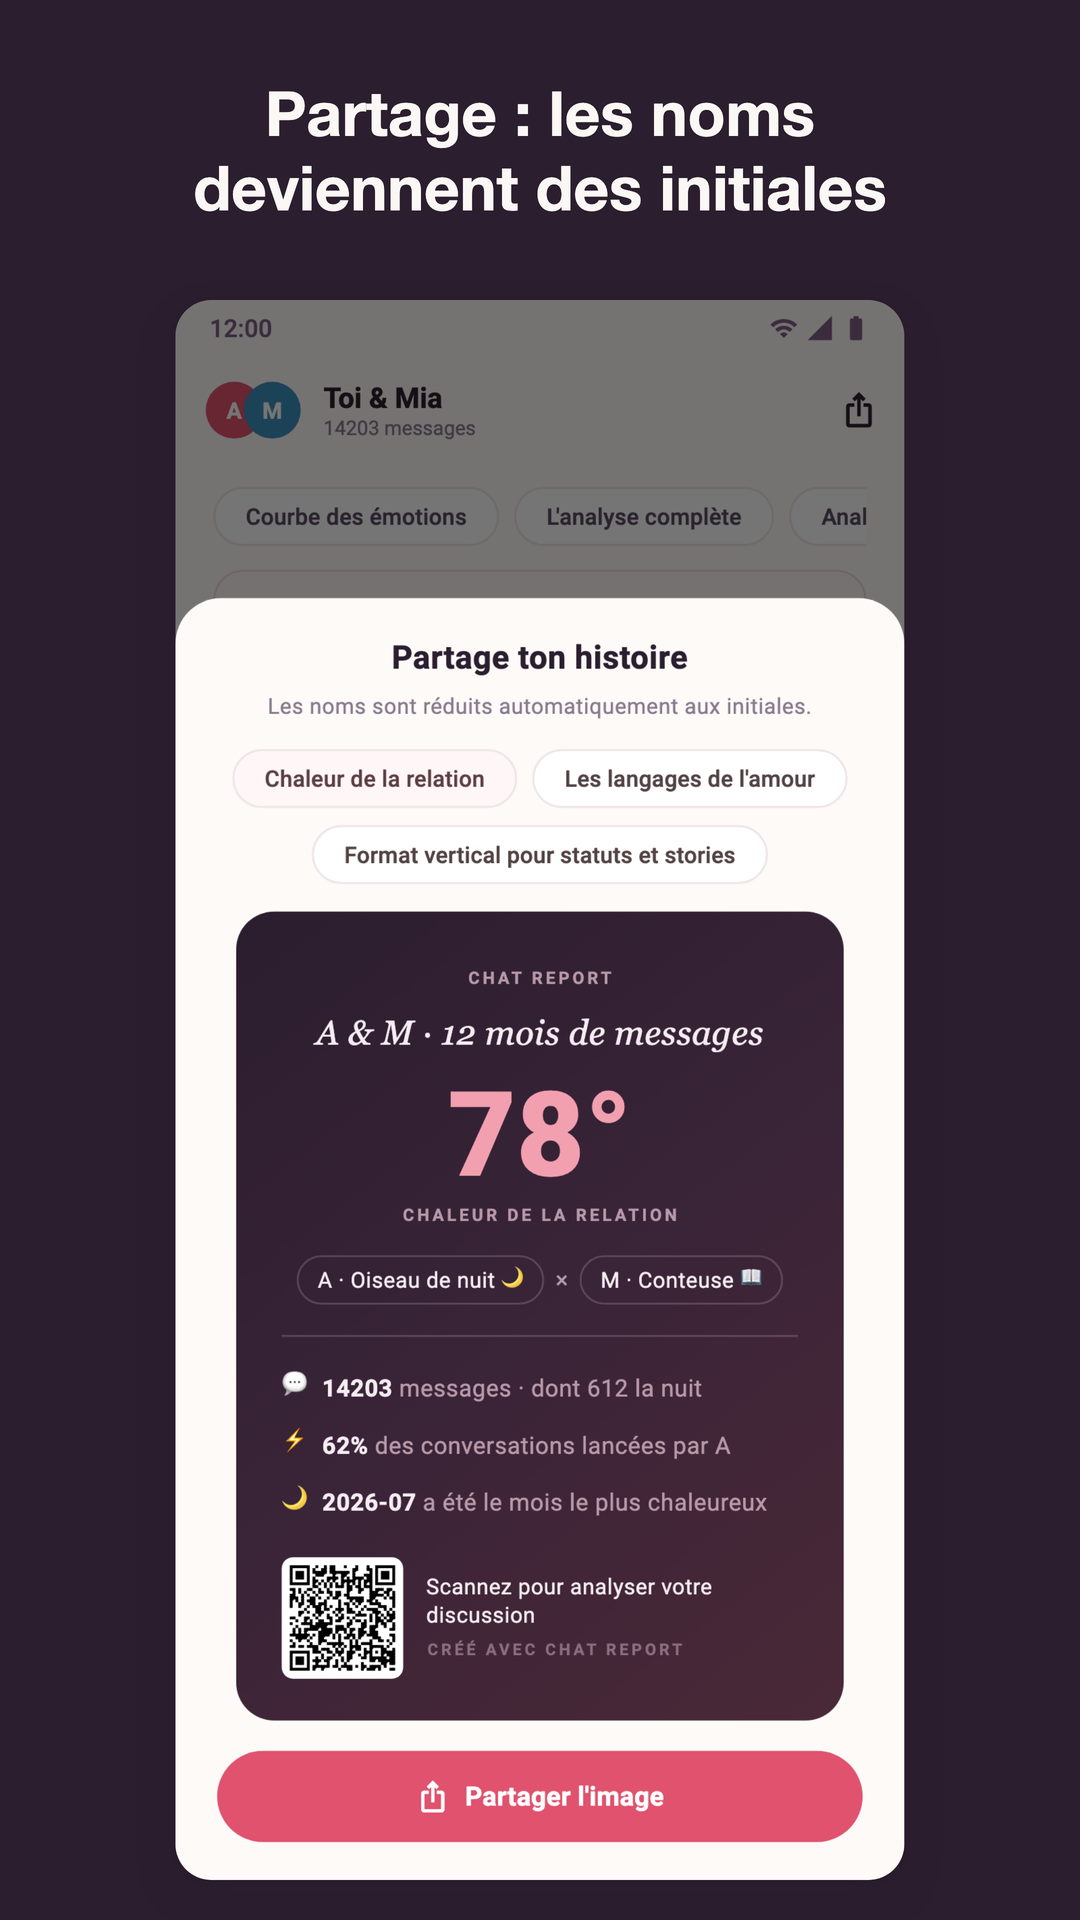 Partage : les noms
deviennent des initiales
12:00
A M
Toi & Mia
14203 messages
Courbe des émotions
L'analyse complète
Anal
Partage ton histoire
Les noms sont réduits automatiquement aux initiales.
Chaleur de la relation
Les langages de l'amour
Format vertical pour statuts et stories
CHAT REPORT
A & M · 12 mois de messages
78°
CHALEUR DE LA RELATION
A · Oiseau de nuit 🌙 × M · Conteuse 📖
💬 14203 messages · dont 612 la nuit
⚡ 62% des conversations lancées par A
🌙 2026-07 a été le mois le plus chaleureux
Scannez pour analyser votre
discussion
CRÉÉ AVEC CHAT REPORT
Partager l'image